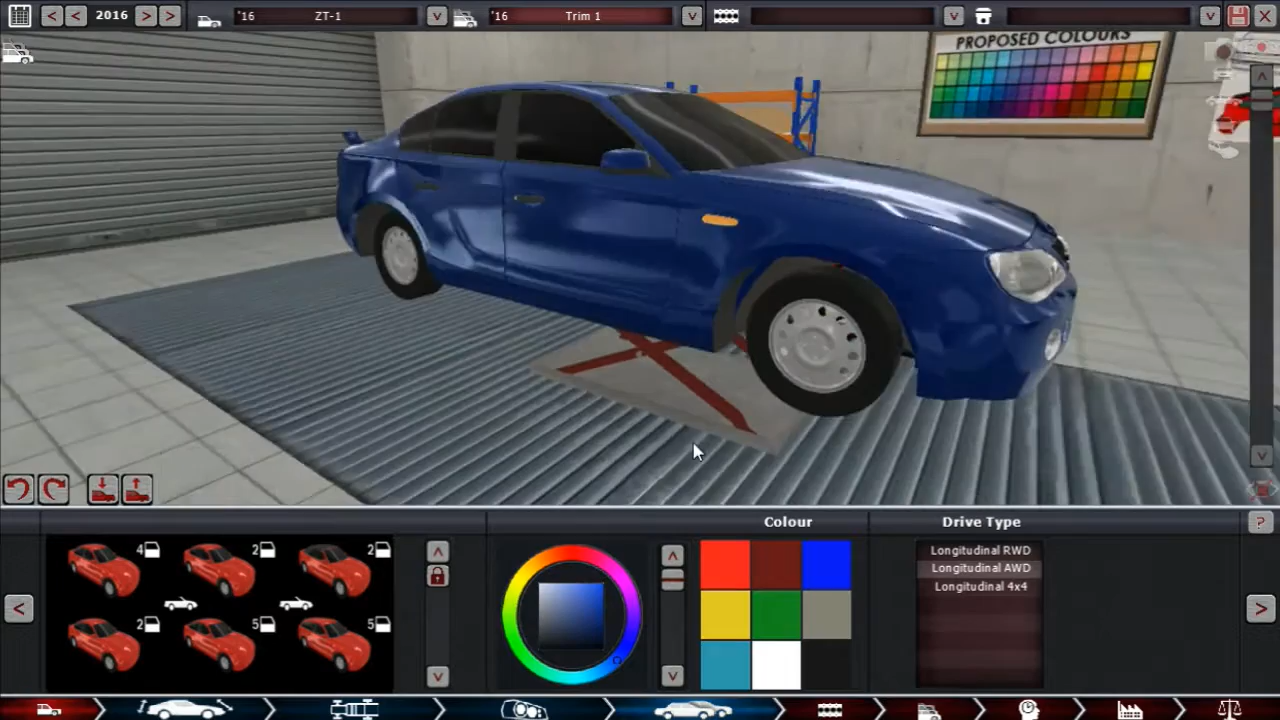 2016
'16 ZT-1
'16 Trim 1
PROPOSED COLOURS
Colour
Drive Type
?
4
2
2
2
5
5
Longitudinal RWD
Longitudinal AWD
Longitudinal 4x4